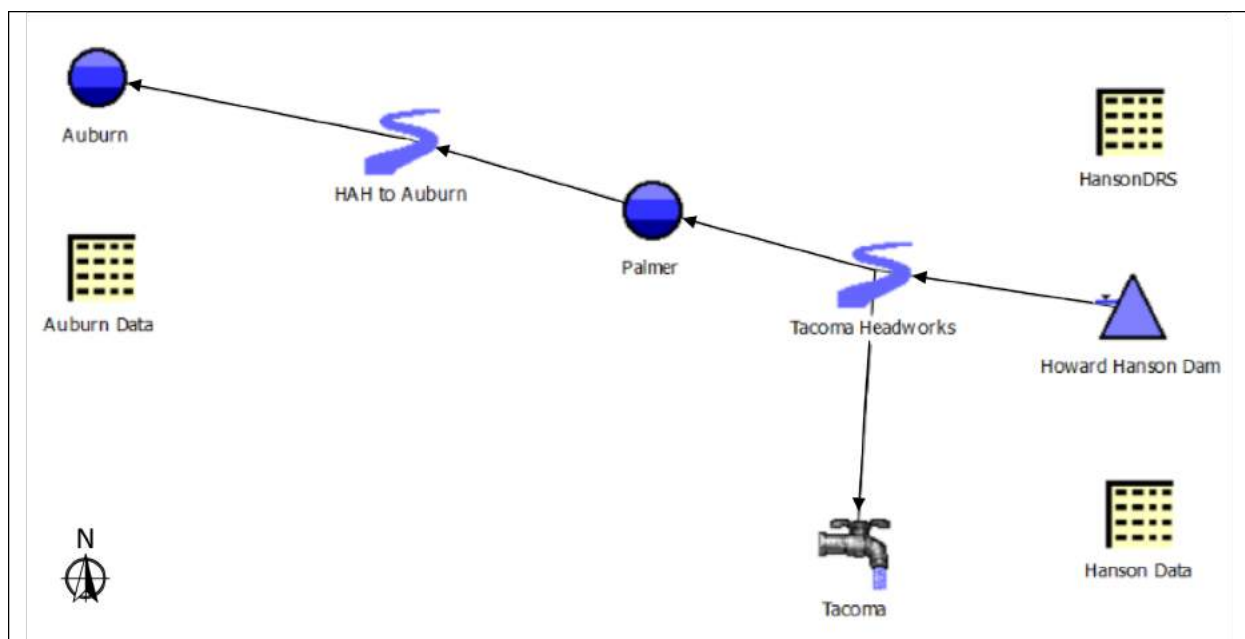 Auburn
HansonDRS
HAH to Auburn
Palmer
Auburn Data
Tacoma Headworks
Howard Hanson Dam
N
Hanson Data
Tacoma